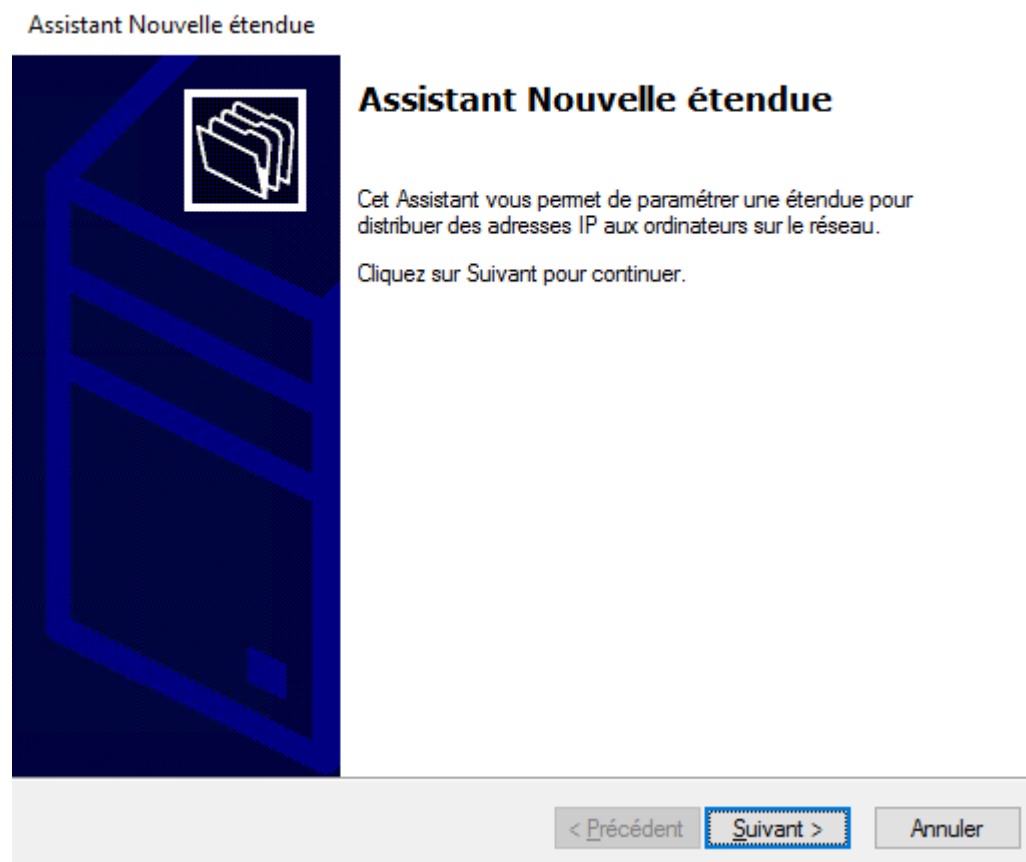 Assistant Nouvelle étendue
Assistant Nouvelle étendue
Cet Assistant vous permet de paramétrer une étendue pour
distribuer des adresses IP aux ordinateurs sur le réseau.
Cliquez sur Suivant pour continuer.
< Précédent Suivant > Annuler